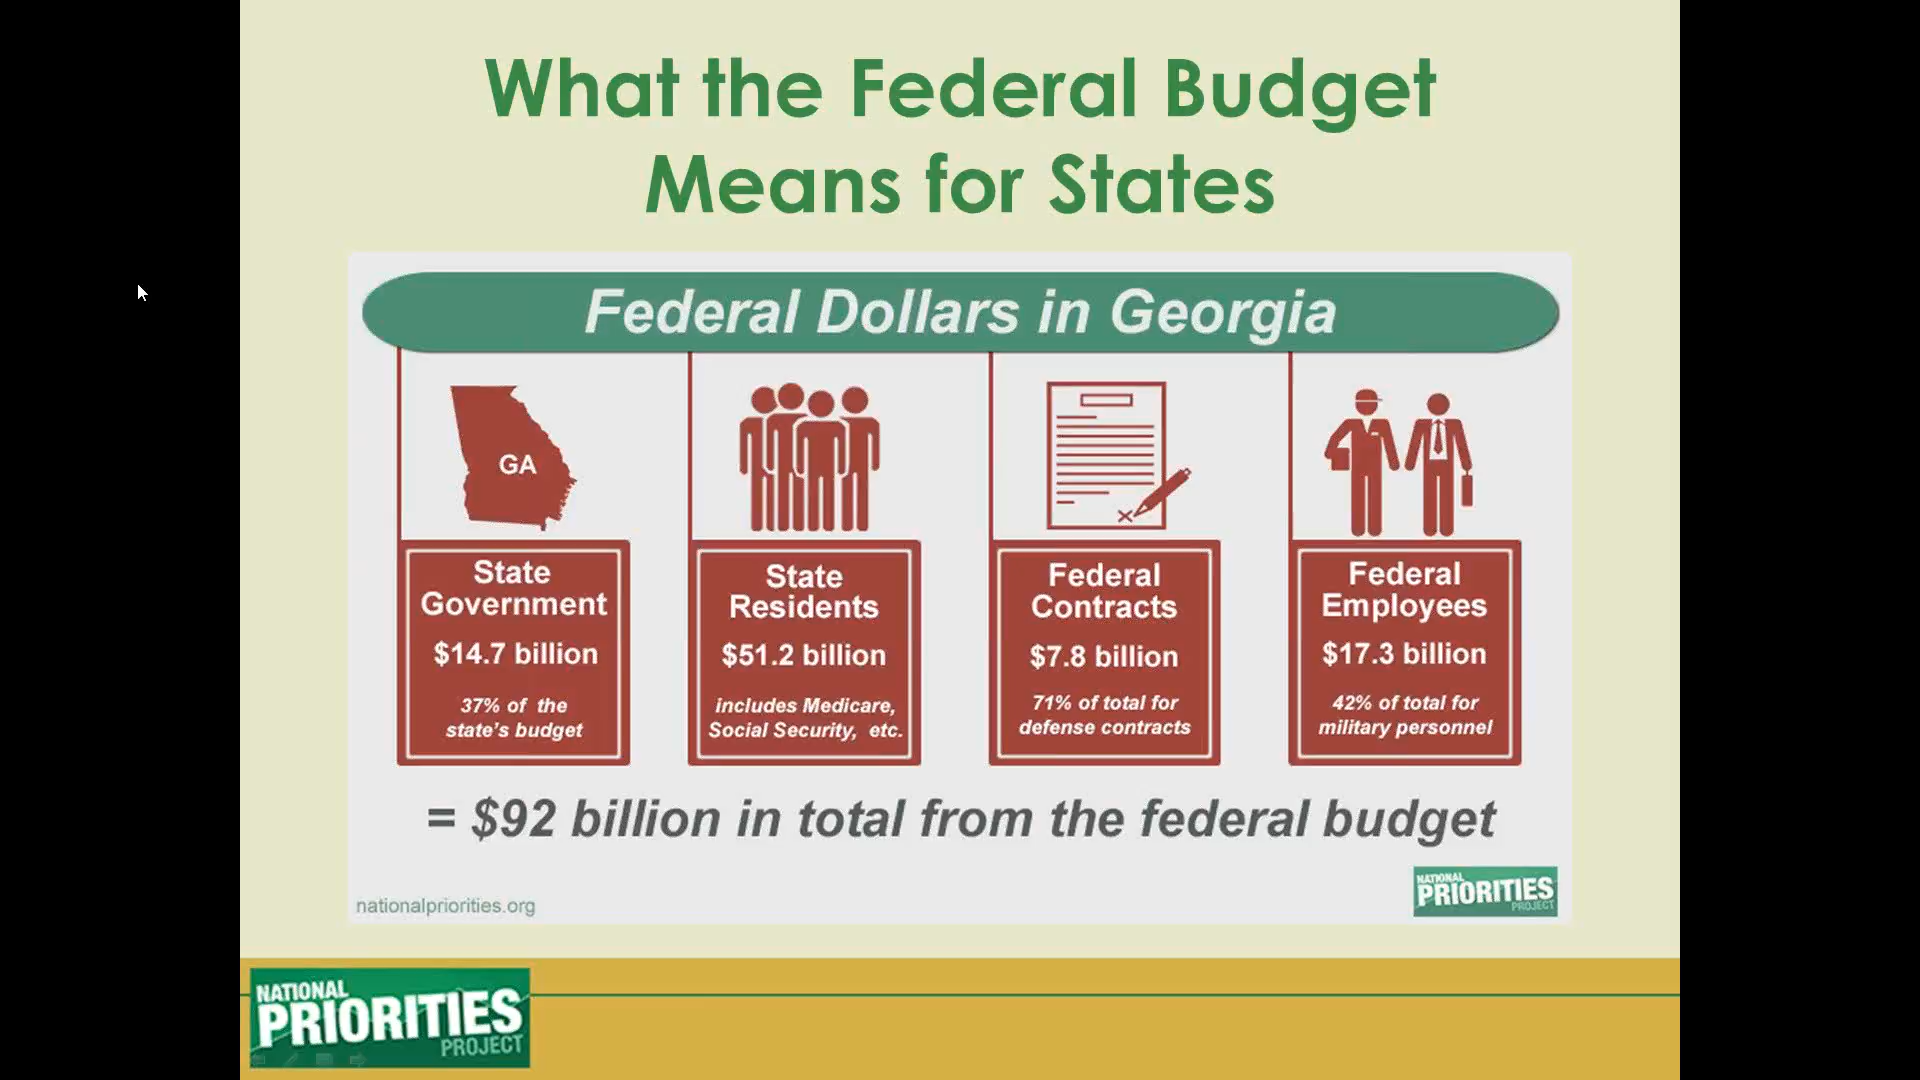 What the Federal Budget
Means for States
Federal Dollars in Georgia
GA
State
Government
$14.7 billion
37% of the
state's budget
State
Residents
$51.2 billion
includes Medicare,
Social Security, etc.
Federal
Contracts
$7.8 billion
71% of total for
defense contracts
Federal
Employees
$17.3 billion
42% of total for
military personnel
= $92 billion in total from the federal budget
nationalpriorities.org
NATIONAL
PRIORITIES
PROJECT
NATIONAL
PRIORITIES
PROJECT